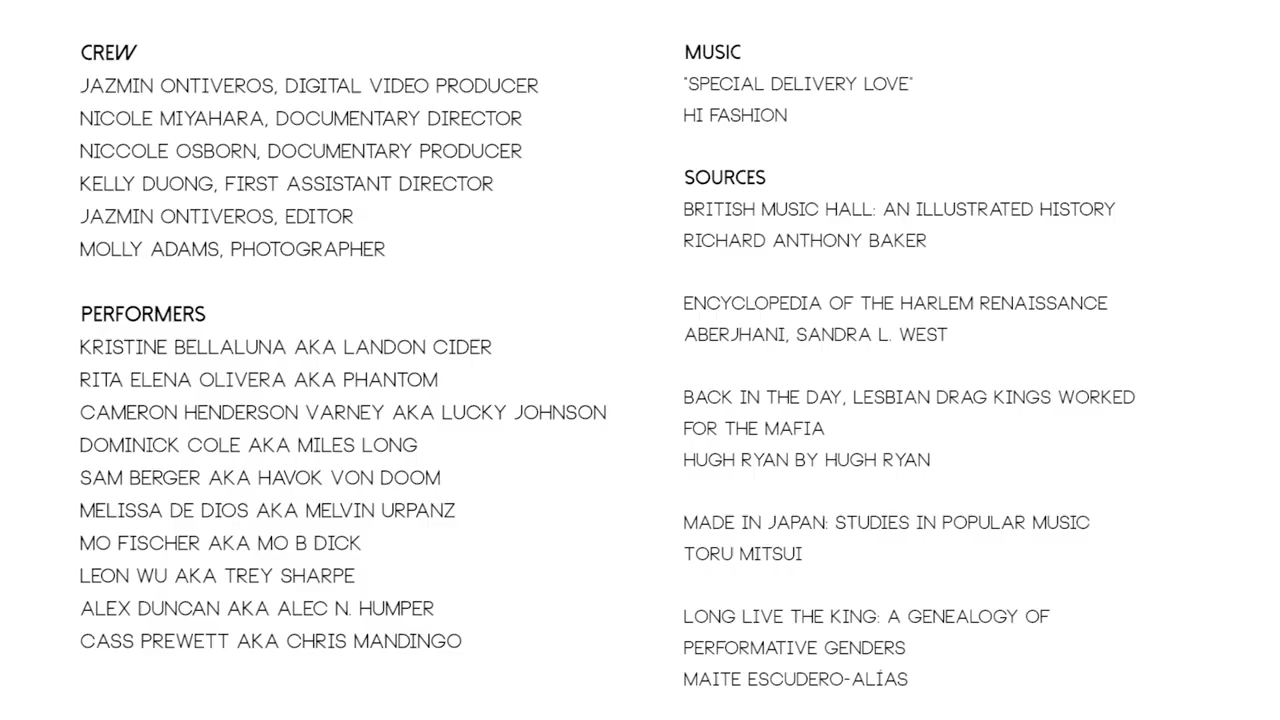 CREW
JAZMIN ONTIVEROS, DIGITAL VIDEO PRODUCER
NICOLE MIYAHARA, DOCUMENTARY DIRECTOR
NICCOLE OSBORN, DOCUMENTARY PRODUCER
KELLY DUONG, FIRST ASSISTANT DIRECTOR
JAZMIN ONTIVEROS, EDITOR
MOLLY ADAMS, PHOTOGRAPHER
PERFORMERS
KRISTINE BELLALUNA AKA LANDON CIDER
RITA ELENA OLIVERA AKA PHANTOM
CAMERON HENDERSON VARNEY AKA LUCKY JOHNSON
DOMINICK COLE AKA MILES LONG
SAM BERGER AKA HAVOK VON DOOM
MELISSA DE DIOS AKA MELVIN URPANZ
MO FISCHER AKA MO B DICK
LEON WU AKA TREY SHARPE
ALEX DUNCAN AKA ALEC N. HUMPER
CASS PREWETT AKA CHRIS MANDINGO
MUSIC
"SPECIAL DELIVERY LOVE"
HI FASHION
SOURCES
BRITISH MUSIC HALL: AN ILLUSTRATED HISTORY
RICHARD ANTHONY BAKER
ENCYCLOPEDIA OF THE HARLEM RENAISSANCE
ABERJHANI, SANDRA L. WEST
BACK IN THE DAY, LESBIAN DRAG KINGS WORKED
FOR THE MAFIA
HUGH RYAN BY HUGH RYAN
MADE IN JAPAN: STUDIES IN POPULAR MUSIC
TORU MITSUI
LONG LIVE THE KING: A GENEALOGY OF
PERFORMATIVE GENDERS
MAITE ESCUDERO-ALÍAS